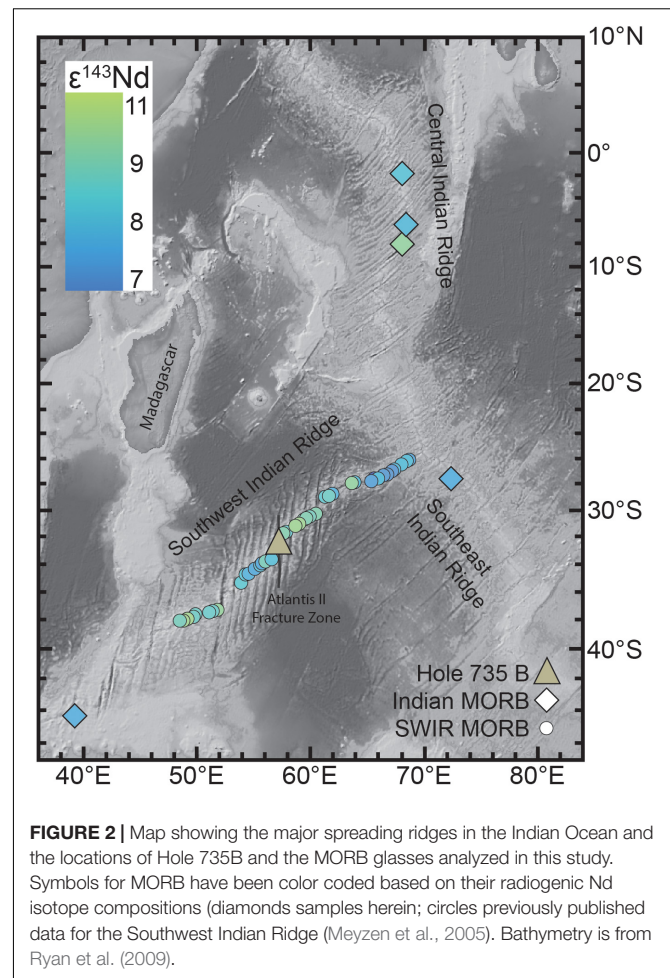 ε¹⁴³Nd
11
9
8
7
10°N
0°
10°S
20°S
30°S
40°S
Central Indian Ridge
Madagascar
Southwest Indian Ridge
Southeast
Indian Ridge
Atlantis II
Fracture Zone
Hole 735 B
Indian MORB
SWIR MORB
40°E 50°E 60°E 70°E 80°E
FIGURE 2 | Map showing the major spreading ridges in the Indian Ocean and
the locations of Hole 735B and the MORB glasses analyzed in this study.
Symbols for MORB have been color coded based on their radiogenic Nd
isotope compositions (diamonds samples herein; circles previously published
data for the Southwest Indian Ridge (Meyzen et al., 2005). Bathymetry is from
Ryan et al. (2009).